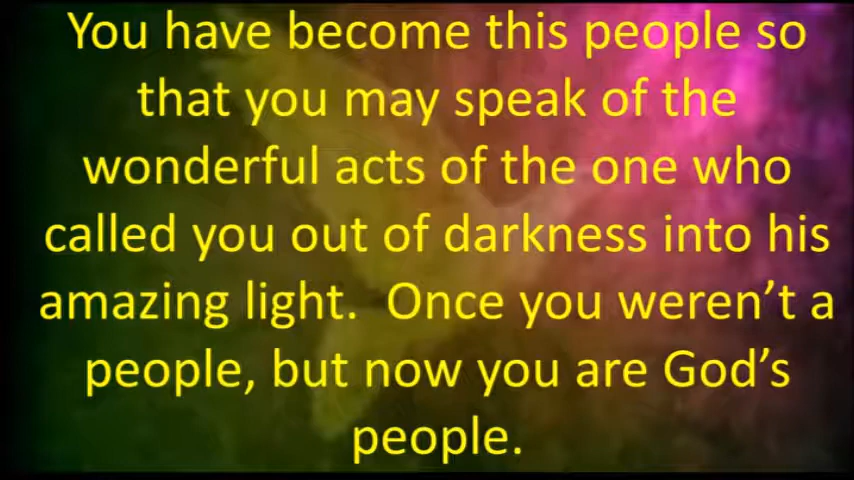 You have become this people so
that you may speak of the
wonderful acts of the one who
called you out of darkness into his
amazing light.  Once you weren’t a
people, but now you are God’s
people.